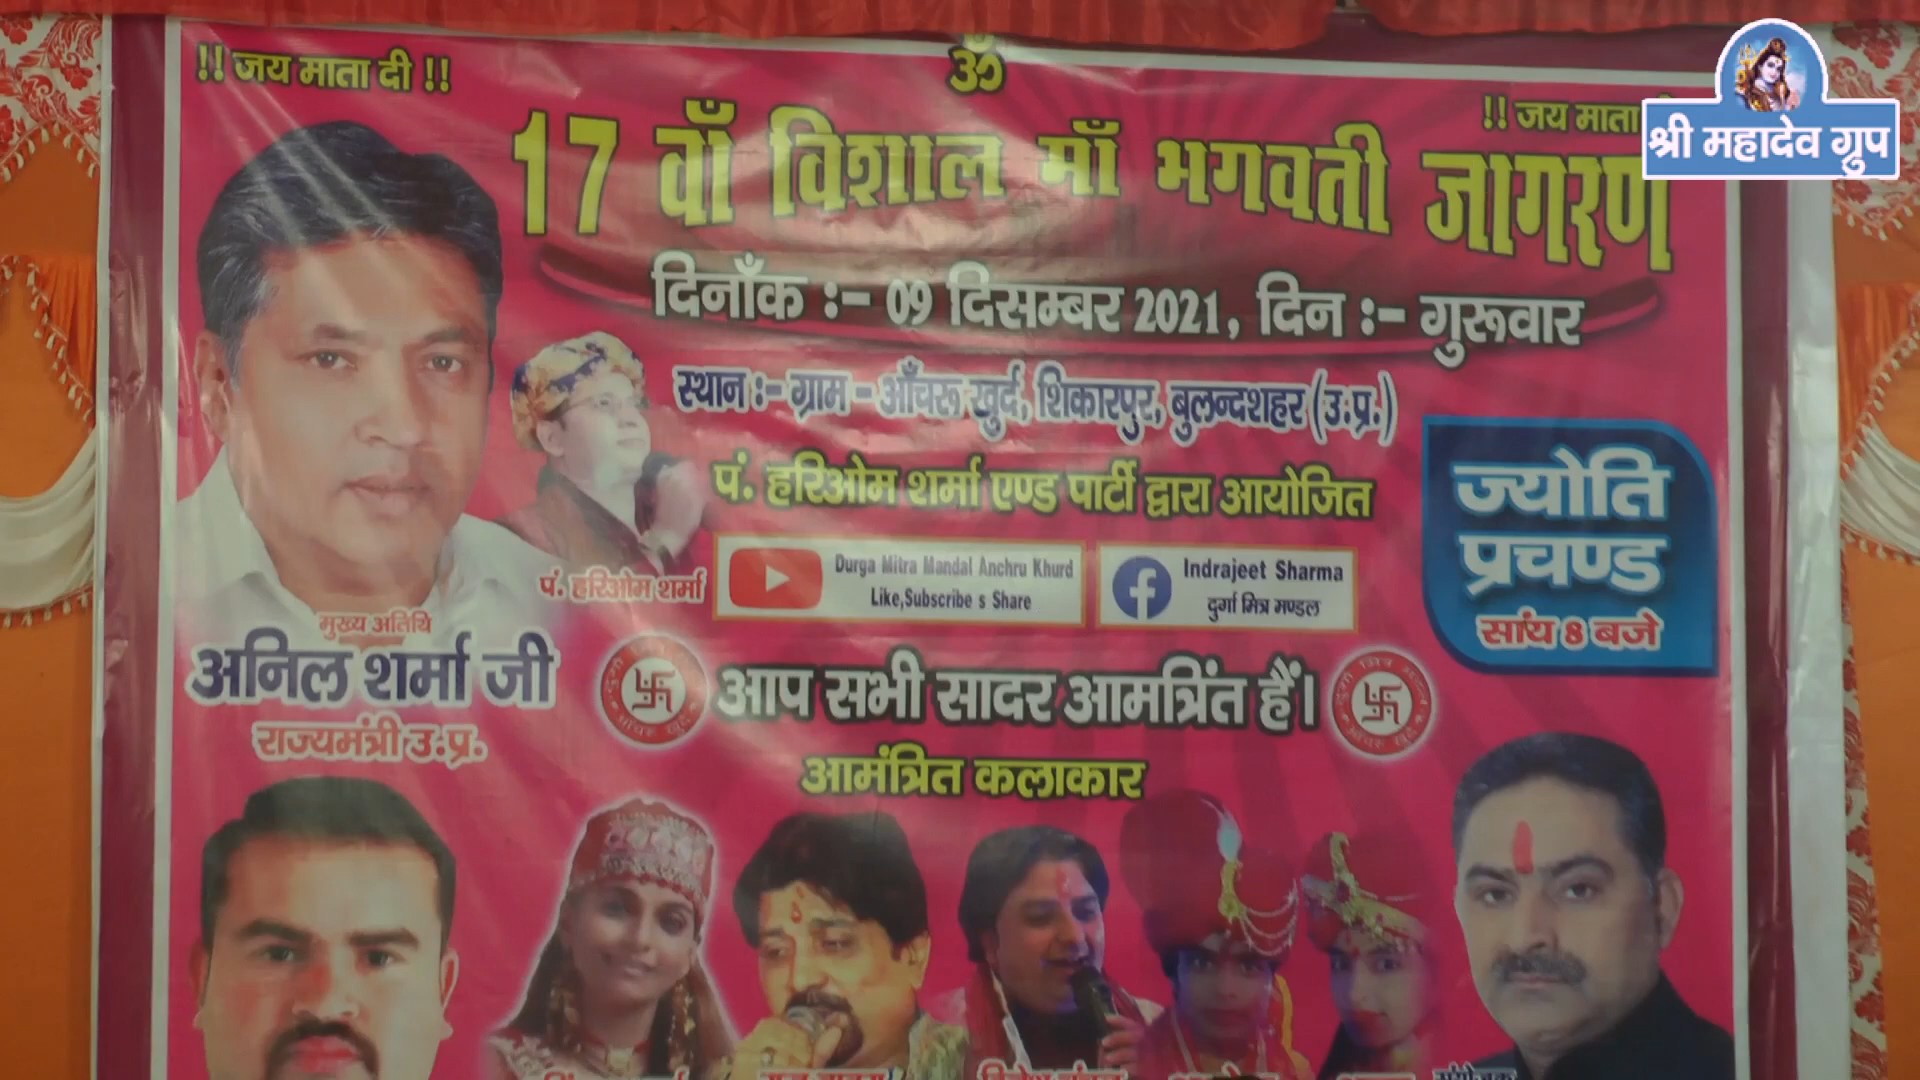 !! जय माता दी !!
ॐ
!! जय माता
श्री महादेव ग्रुप
17 वाँ विशाल माँ भगवती जागरण
दिनाँक :- 09 दिसम्बर 2021, दिन :- गुरूवार
स्थान :- ग्राम - आँचरू खुर्द, शिकारपुर, बुलन्दशहर (उ.प्र.)
पं. हरिओम शर्मा एण्ड पार्टी द्वारा आयोजित
ज्योति
प्रचण्ड
सांय 8 बजे
Durga Mitra Mandal Anchru Khurd
Like,Subscribe s Share
Indrajeet Sharma
दुर्गा मित्र मण्डल
पं. हरिओम शर्मा
मुख्य अतिथि
अनिल शर्मा जी
राज्यमंत्री उ.प्र.
आप सभी सादर आमत्रिंत हैं।
आमंत्रित कलाकार